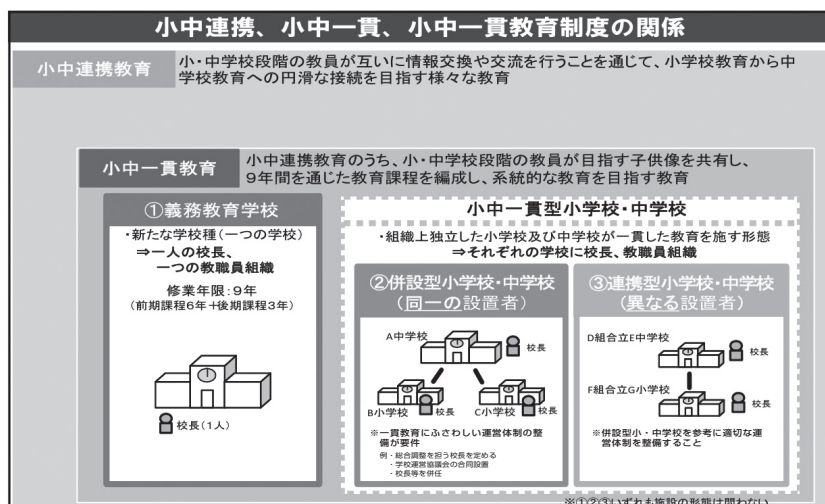 小中連携、小中一貫、小中一貫教育制度の関係
小中連携教育
小・中学校段階の教員が互いに情報交換や交流を行うことを通じて、小学校教育から中
学校教育への円滑な接続を目指す様々な教育
小中一貫教育
小中連携教育のうち、小・中学校段階の教員が目指す子供像を共有し、
9年間を通じた教育課程を編成し、系統的な教育を目指す教育
①義務教育学校
・新たな学校種(一つの学校)
⇒一人の校長、
一つの教職員組織
修業年限:9年
(前期課程6年+後期課程3年)
校長(1人)
小中一貫型小学校・中学校
・組織上独立した小学校及び中学校が一貫した教育を施す形態
⇒それぞれの学校に校長、教職員組織
②併設型小学校・中学校
(同一の設置者)
A中学校
校長
B小学校
校長
C小学校
校長
※一貫教育にふさわしい運営体制の整
備が要件
例・総合調整を担う校長を定める
・学校運営協議会の合同設置
・校長等を併任
③連携型小学校・中学校
(異なる設置者)
D組合立E中学校
校長
F組合立G小学校
校長
※併設型小・中学校を参考に適切な運
営体制を整備すること
※①②③いずれも施設の形態は問わない